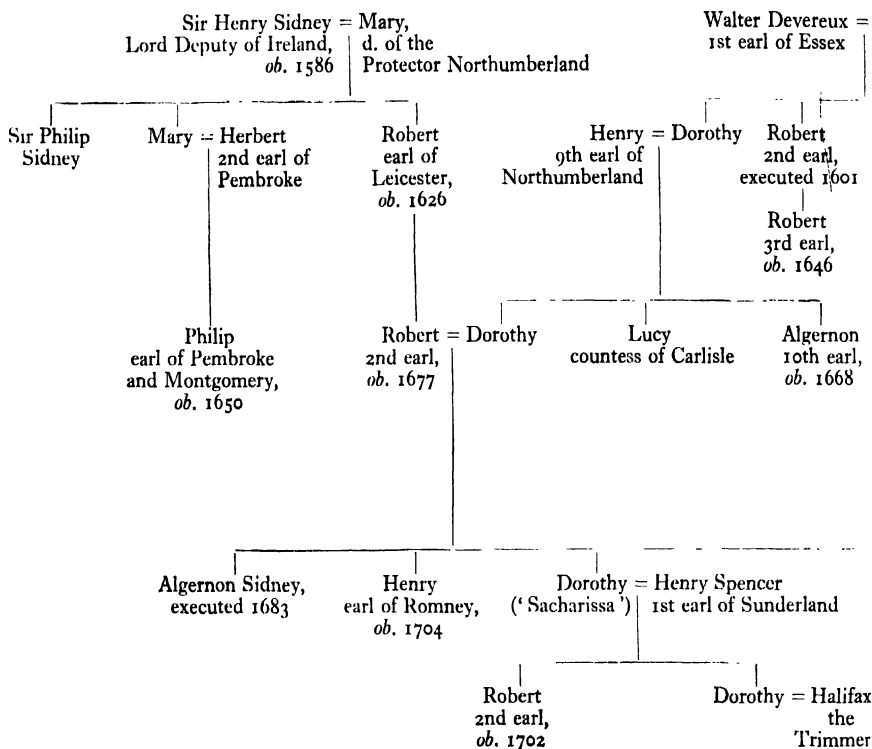 Sir Henry Sidney = Mary,
Lord Deputy of Ireland, d. of the
ob. 1586 Protector Northumberland
Walter Devereux =
1st earl of Essex
Sir Philip
Sidney
Mary = Herbert
2nd earl of
Pembroke
Robert
earl of
Leicester,
ob. 1626
Henry = Dorothy
9th earl of
Northumberland
Robert
2nd earl,
executed 1601
Robert
3rd earl,
ob. 1646
Philip
earl of Pembroke
and Montgomery,
ob. 1650
Robert = Dorothy
2nd earl,
ob. 1677
Lucy
countess of Carlisle
Algernon
10th earl,
ob. 1668
Algernon Sidney,
executed 1683
Henry
earl of Romney,
ob. 1704
Dorothy = Henry Spencer
(‘ Sacharissa ’) 1st earl of Sunderland
Robert
2nd earl,
ob. 1702
Dorothy = Halifax
the
Trimmer